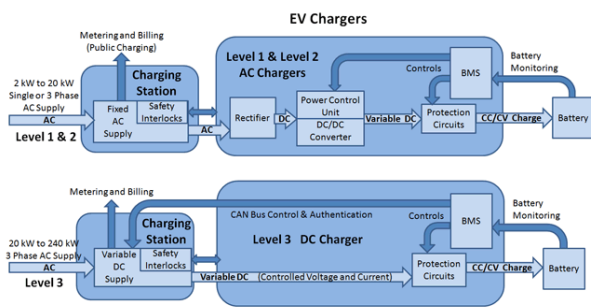 EV Chargers
Metering and Billing
(Public Charging)
2 kW to 20 kW
Single or 3 Phase
AC Supply
AC
Level 1 & 2
Charging
Station
Fixed
AC
Supply
Safety
Interlocks
AC
Level 1 & Level 2
AC Chargers
Rectifier
DC
Power Control
Unit
DC/DC
Converter
Variable DC
Controls
BMS
Protection
Circuits
Battery
Monitoring
CC/CV Charge
Battery
Metering and Billing
20 kW to 240 kW
3 Phase AC Supply
AC
Level 3
Charging
Station
Variable
DC
Supply
Safety
Interlocks
CAN Bus Control & Authentication
Level 3 DC Charger
Variable DC (Controlled Voltage and Current)
Controls
BMS
Protection
Circuits
Battery
Monitoring
CC/CV Charge
Battery